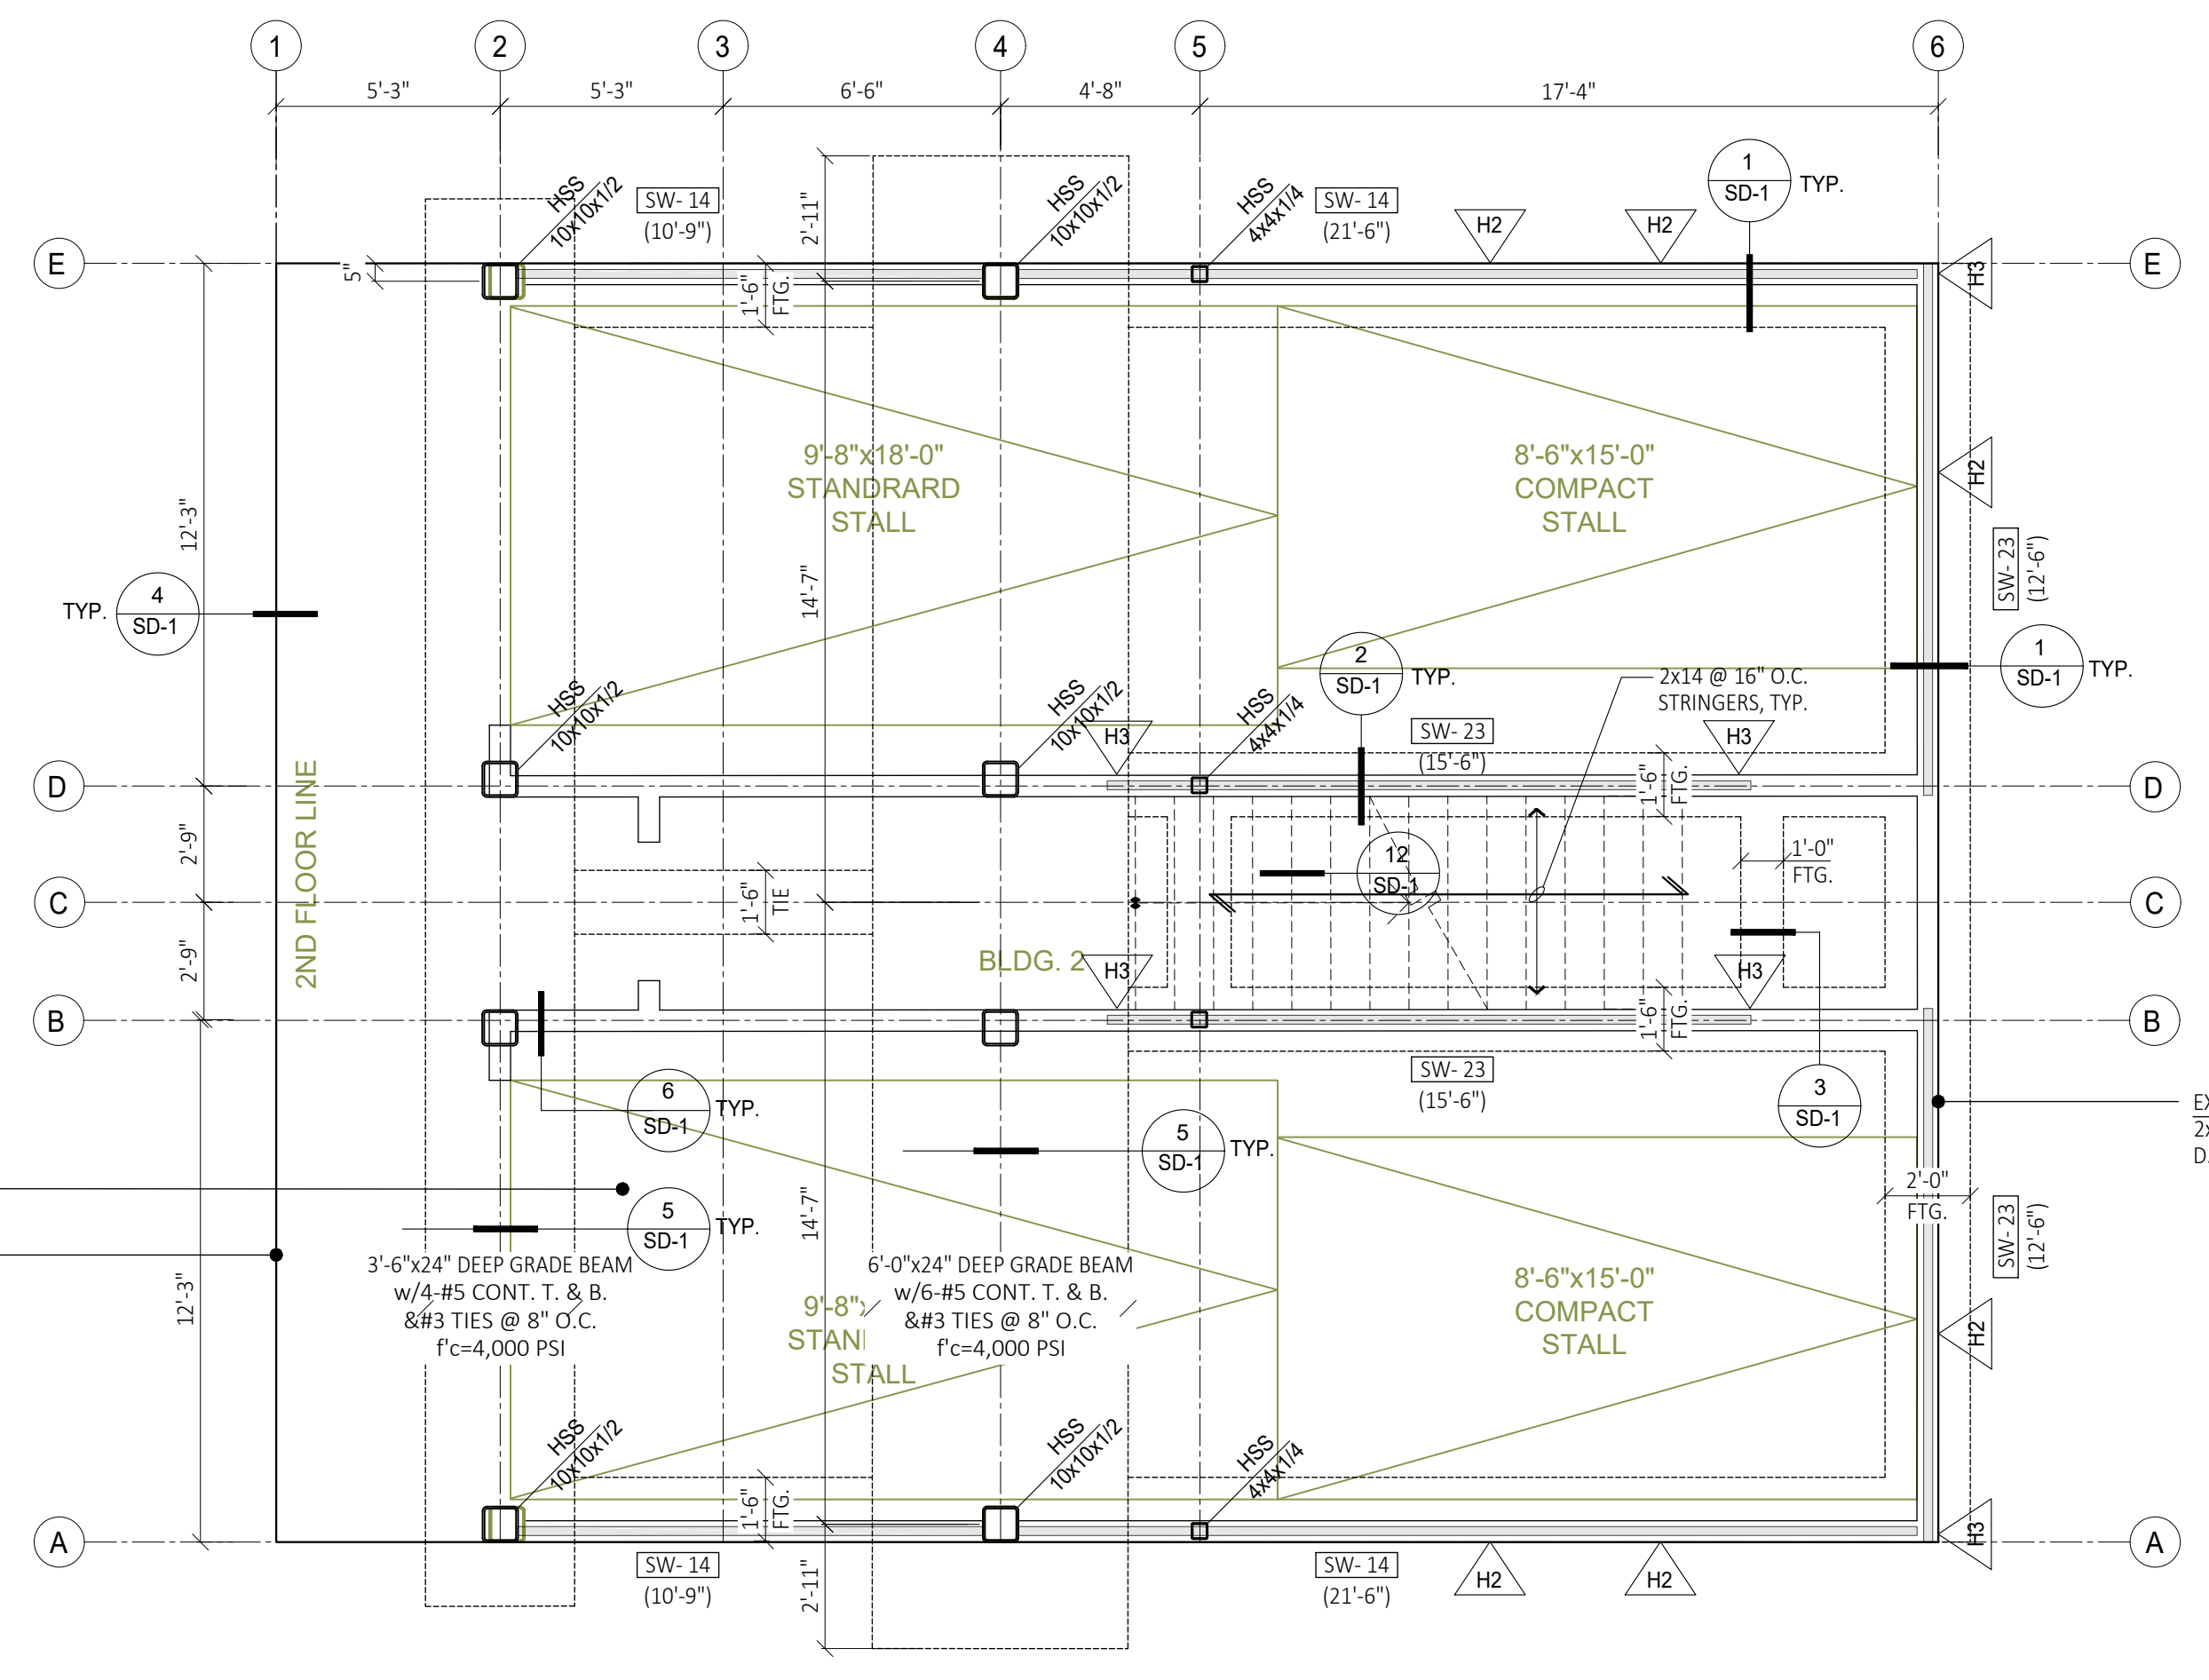 1
2
3
4
5
6
5'-3"
5'-3"
6'-6"
4'-8"
17'-4"
1
SD-1
TYP.
HSS
10x10x1/2
SW- 14
(10'-9")
2'-11"
HSS
10x10x1/2
HSS
4x4x1/4
SW- 14
(21'-6")
H2
H2
E
E
5"
1'-6"
FTG.
H3
9'-8"x18'-0"
STANDRARD
STALL
8'-6"x15'-0"
COMPACT
STALL
H2
12'-3"
14'-7"
SW- 23
(12'-6")
TYP.
4
SD-1
2
SD-1
TYP.
2x14 @ 16" O.C.
STRINGERS, TYP.
1
SD-1
TYP.
HSS
10x10x1/2
HSS
10x10x1/2
HSS
4x4x1/4
H3
SW- 23
(15'-6")
H3
D
D
1'-6"
FTG.
2ND FLOOR LINE
2'-9"
12
SD-1
1'-0"
FTG.
C
C
1'-6"
TIE
2'-9"
BLDG. 2
H3
H3
B
B
1'-6"
FTG.
6
SD-1
TYP.
SW- 23
(15'-6")
3
SD-1
5
SD-1
TYP.
EX
2x
D.
2'-0"
FTG.
5
SD-1
TYP.
14'-7"
SW- 23
(12'-6")
3'-6"x24" DEEP GRADE BEAM
w/4-#5 CONT. T. & B.
&#3 TIES @ 8" O.C.
f'c=4,000 PSI
6'-0"x24" DEEP GRADE BEAM
w/6-#5 CONT. T. & B.
&#3 TIES @ 8" O.C.
f'c=4,000 PSI
12'-3"
9'-8"x
STAN
STALL
8'-6"x15'-0"
COMPACT
STALL
H2
HSS
10x10x1/2
HSS
10x10x1/2
HSS
4x4x1/4
1'-6"
FTG.
H3
A
A
SW- 14
(10'-9")
2'-11"
SW- 14
(21'-6")
H2
H2